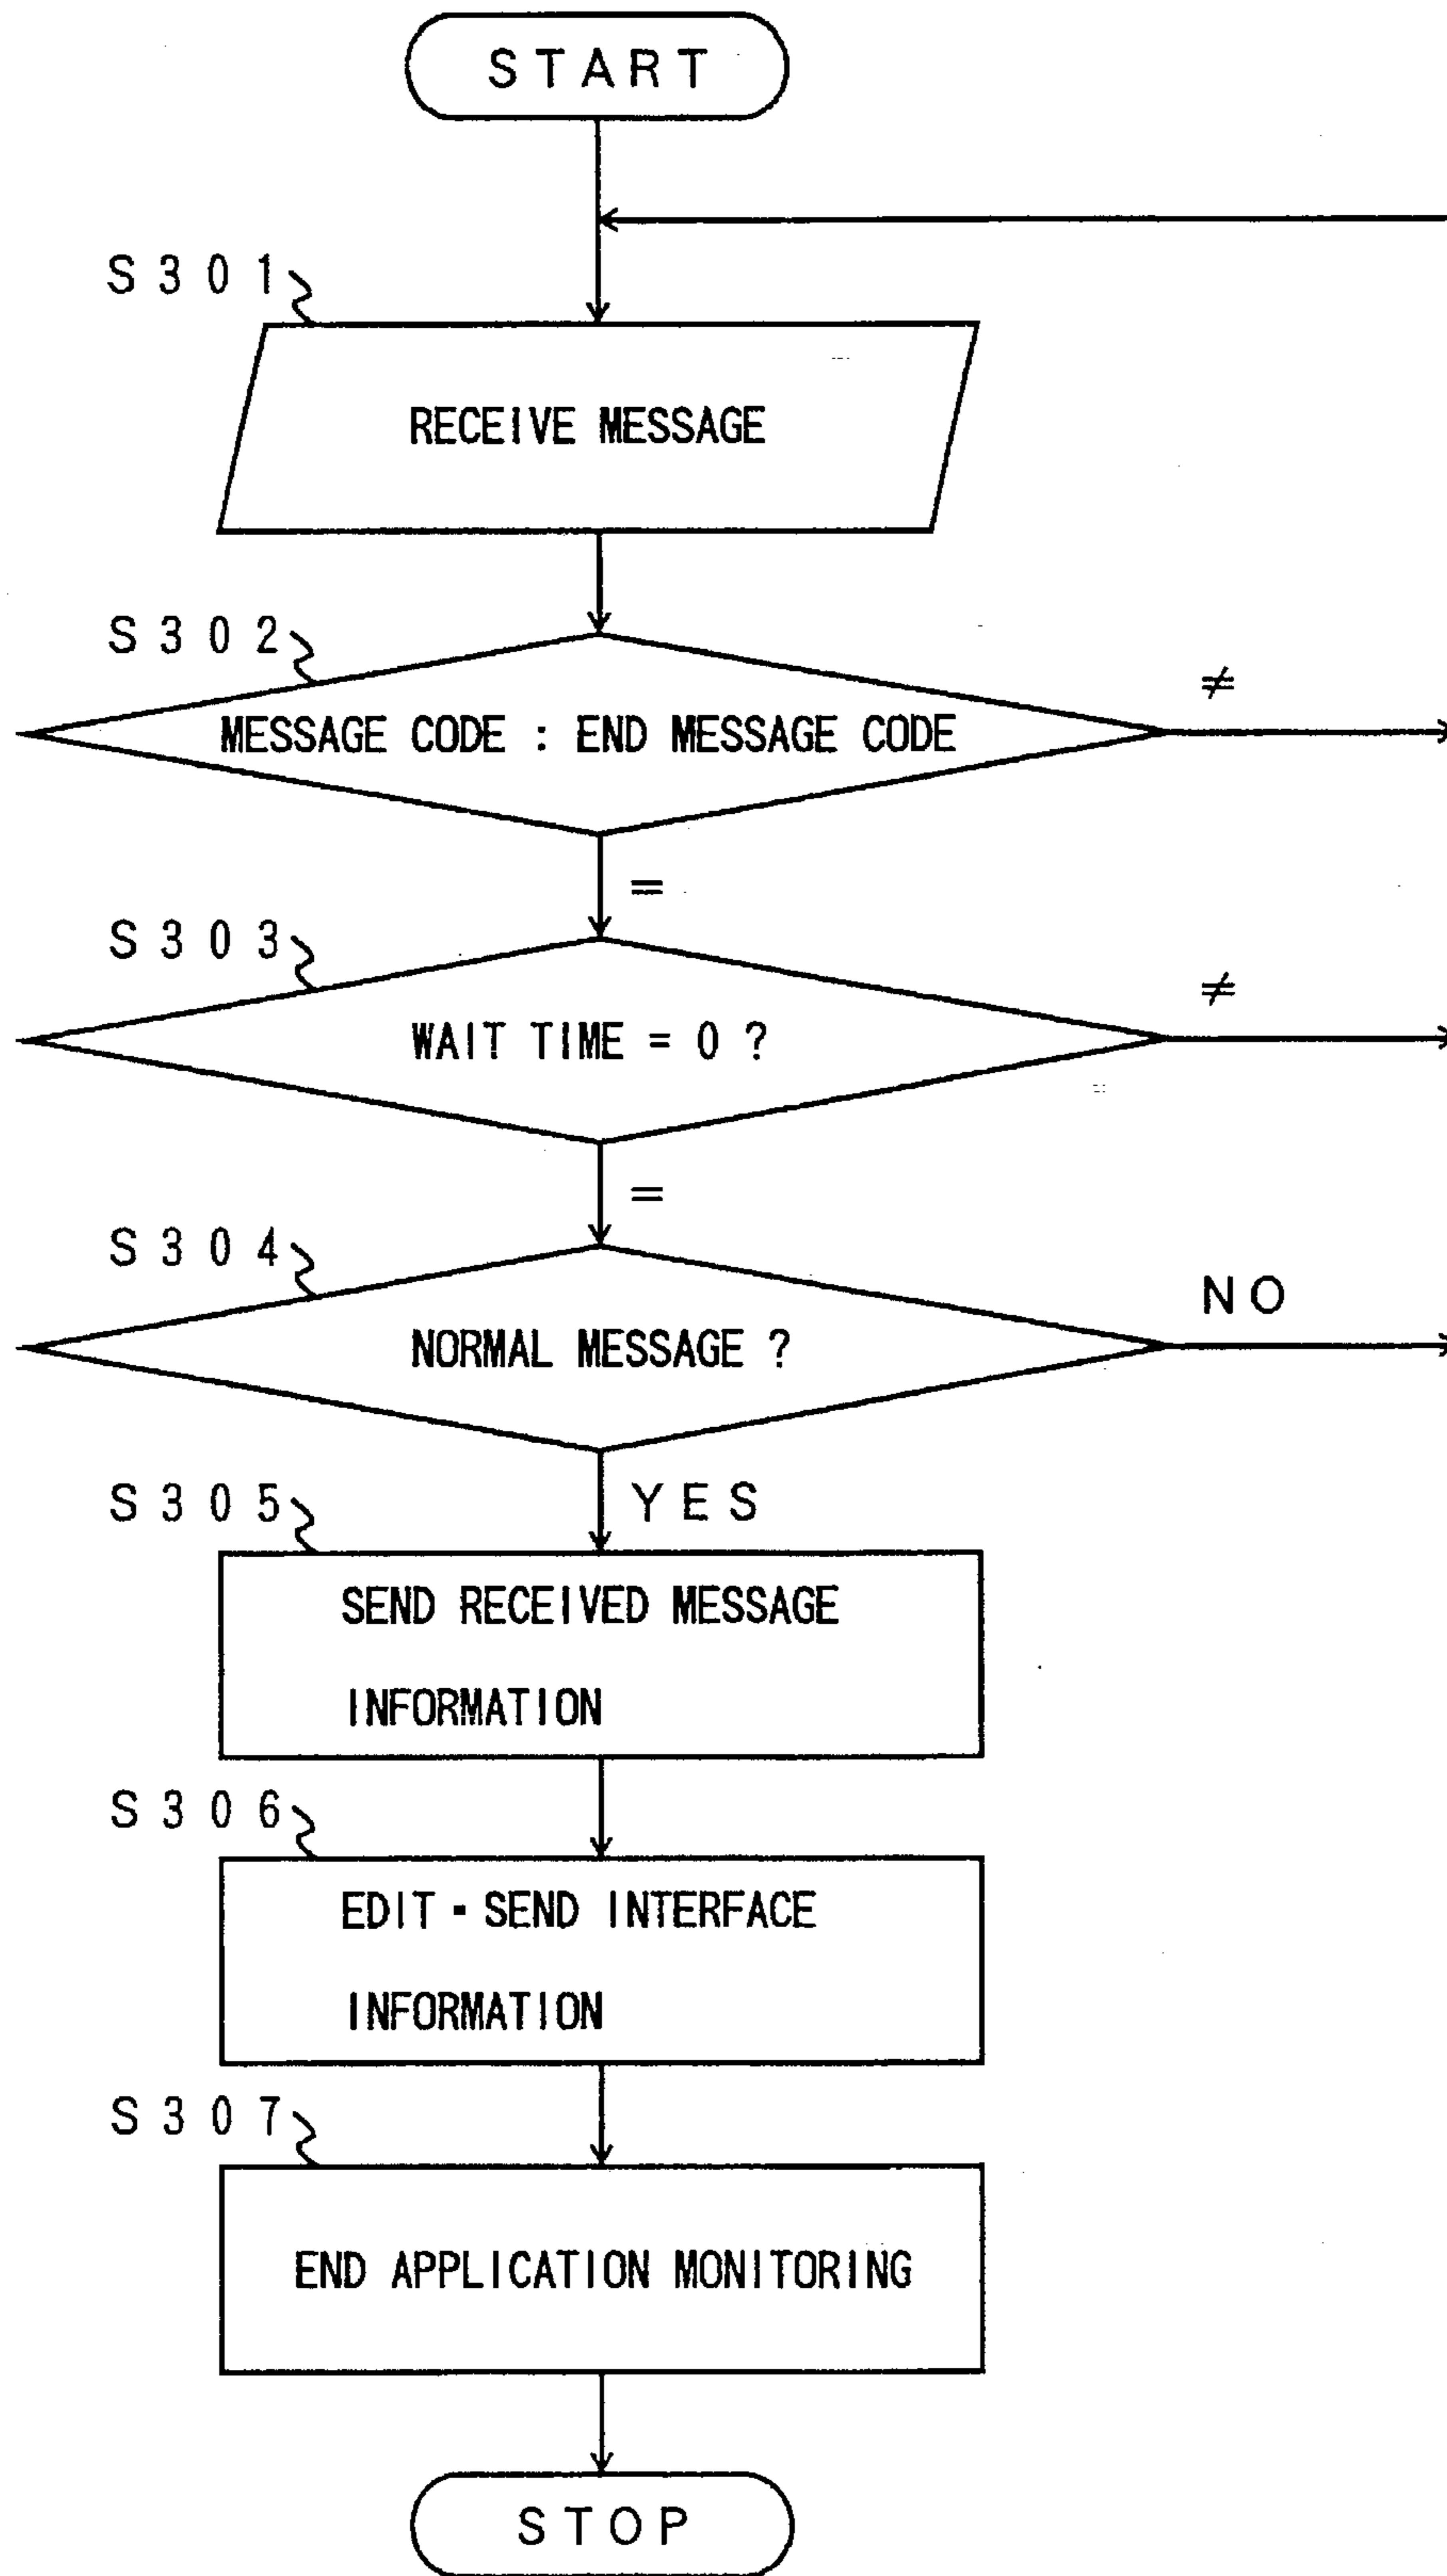 START
S301
RECEIVE MESSAGE
S302
≠
MESSAGE CODE : END MESSAGE CODE
=
S303
≠
WAIT TIME = 0 ?
=
S304
NO
NORMAL MESSAGE ?
S305
YES
SEND RECEIVED MESSAGE
INFORMATION
S306
EDIT・SEND INTERFACE
INFORMATION
S307
END APPLICATION MONITORING
STOP